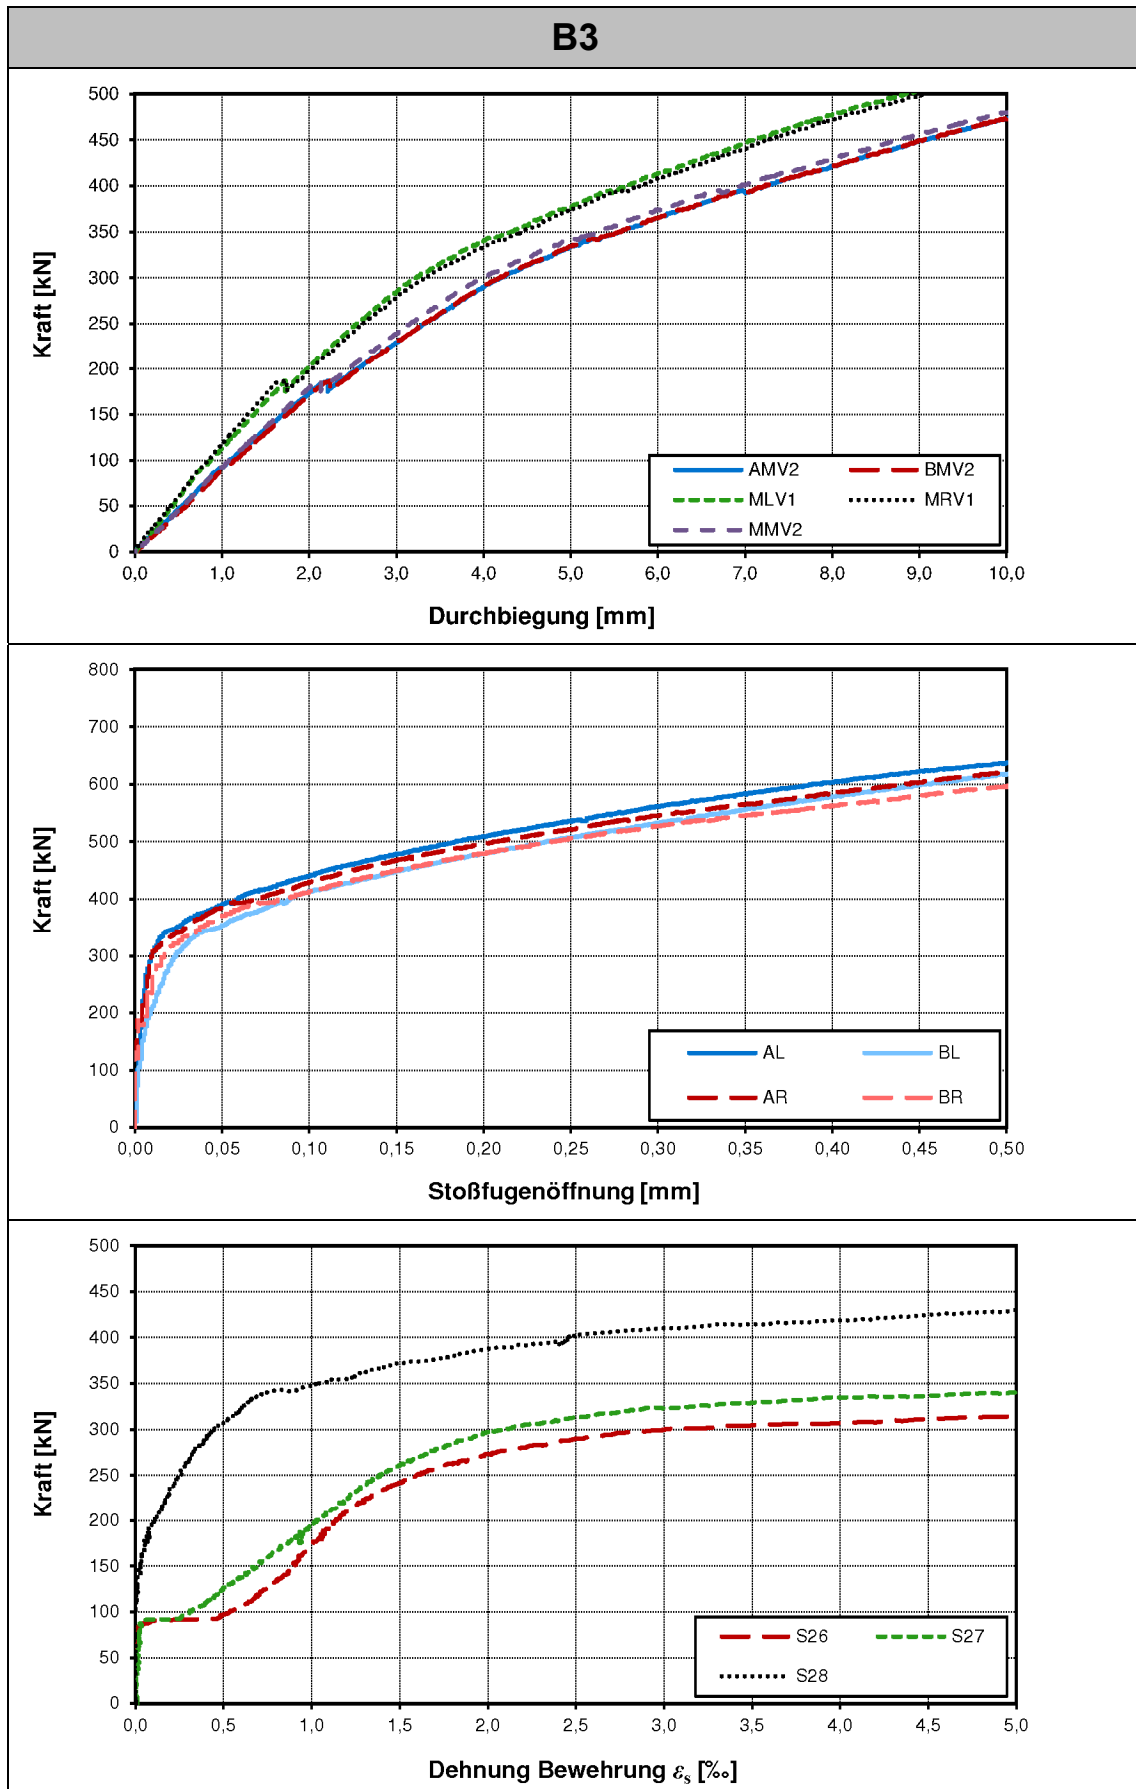 B3
500
450
400
350
300
250
200
150
100
50
0
Kraft [kN]
AMV2 BMV2
MLV1 MRV1
MMV2
0,0 1,0 2,0 3,0 4,0 5,0 6,0 7,0 8,0 9,0 10,0
Durchbiegung [mm]
800
700
600
500
400
300
200
100
0
Kraft [kN]
AL BL
AR BR
0,00 0,05 0,10 0,15 0,20 0,25 0,30 0,35 0,40 0,45 0,50
Stoßfugenöffnung [mm]
500
450
400
350
300
250
200
150
100
50
0
Kraft [kN]
S26 S27
S28
0,0 0,5 1,0 1,5 2,0 2,5 3,0 3,5 4,0 4,5 5,0
Dehnung Bewehrung εs [‰]